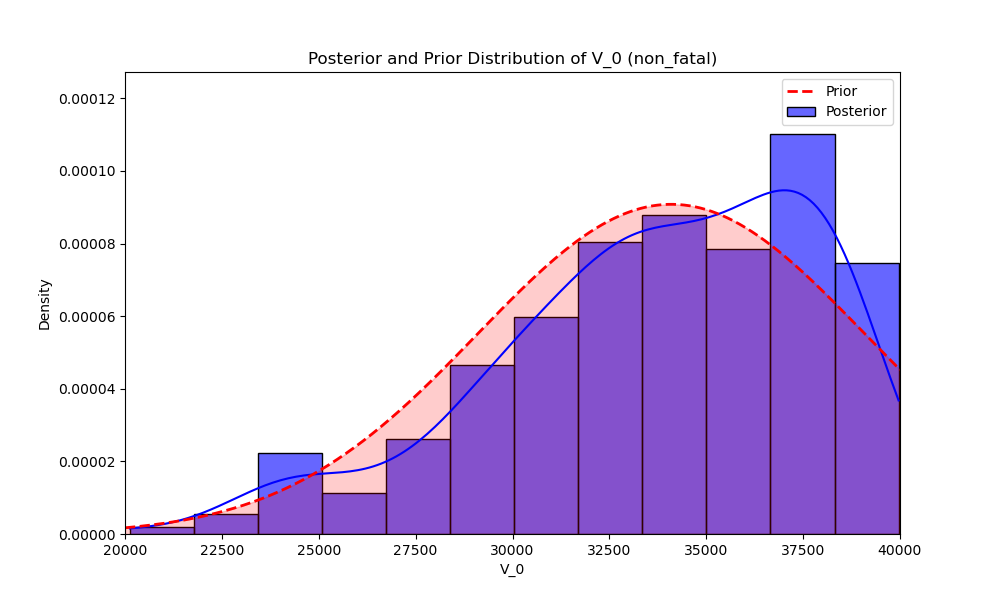 Posterior and Prior Distribution of V_0 (non_fatal)
Prior
Posterior
Density
0.00012
0.00010
0.00008
0.00006
0.00004
0.00002
0.00000
20000 22500 25000 27500 30000 32500 35000 37500 40000
V_0